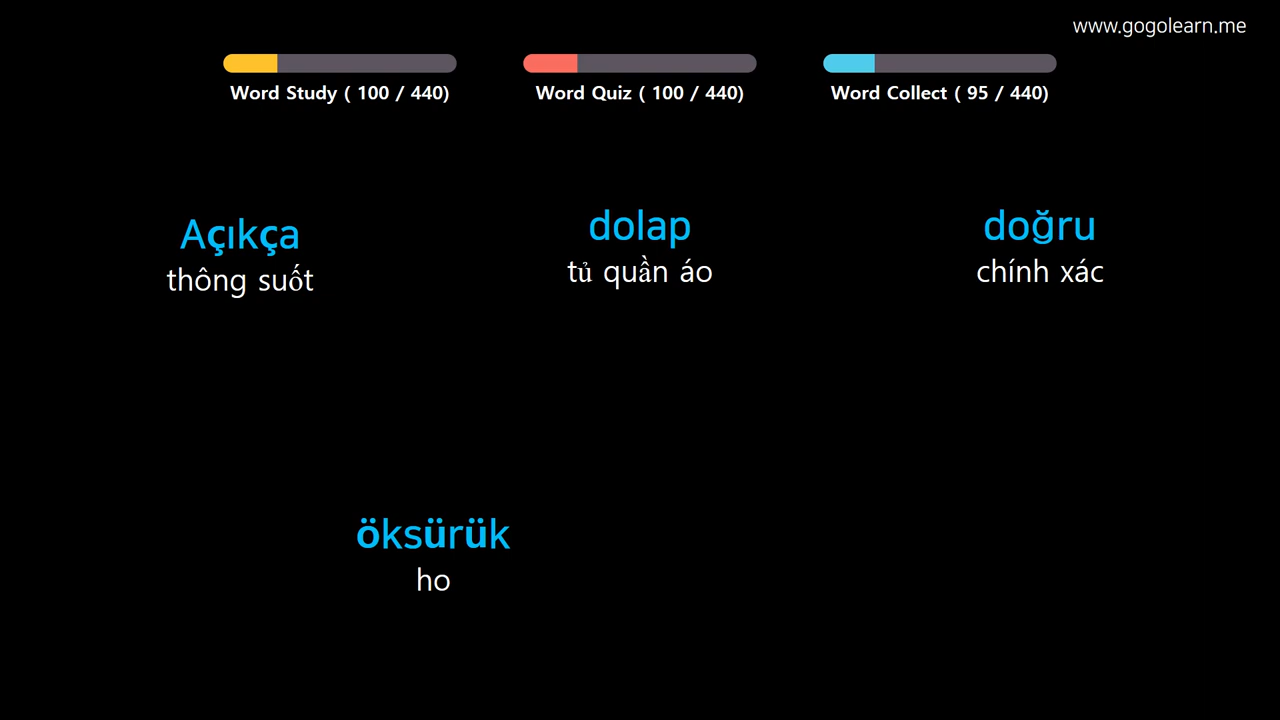 www.gogolearn.me
Word Study ( 100 / 440)
Word Quiz ( 100 / 440)
Word Collect ( 95 / 440)
Açıkça
thông suốt
dolap
tủ quần áo
doğru
chính xác
öksürük
ho